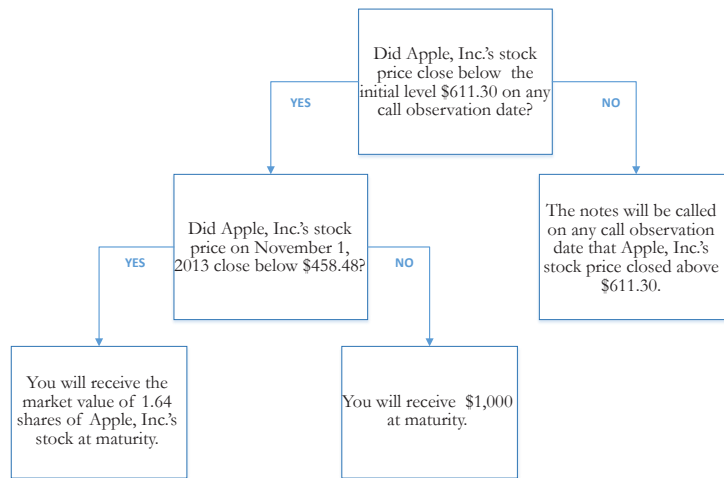 Did Apple, Inc.'s stock
price close below the
initial level $611.30 on any
call observation date?
YES
NO
Did Apple, Inc.'s stock
price on November 1,
2013 close below $458.48?
The notes will be called
on any call observation
date that Apple, Inc.'s
stock price closed above
$611.30.
YES
NO
You will receive the
market value of 1.64
shares of Apple, Inc.'s
stock at maturity.
You will receive $1,000
at maturity.